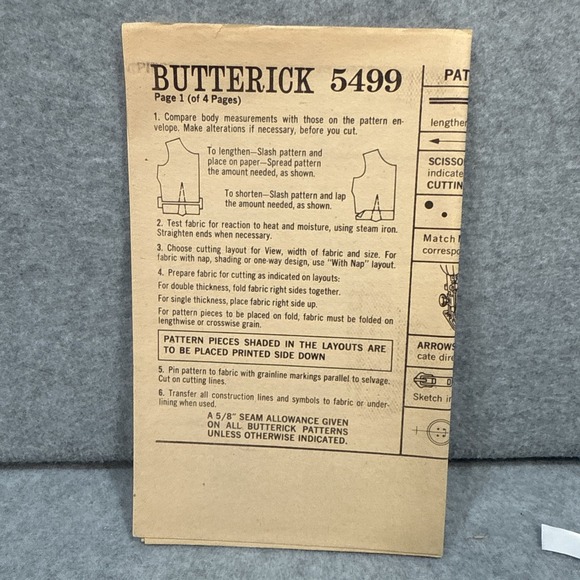 BUTTERICK 5499
Page 1 (of 4 Pages)
1. Compare body measurements with those on the pattern en-
velope. Make alterations if necessary, before you cut.
To lengthen—Slash pattern and
place on paper—Spread pattern
the amount needed, as shown.
To shorten—Slash pattern and lap
the amount needed, as shown.
2. Test fabric for reaction to heat and moisture, using steam iron.
Straighten ends when necessary.
3. Choose cutting layout for View, width of fabric and size. For
fabric with nap, shading or one-way design, use "With Nap" layout.
4. Prepare fabric for cutting as indicated on layouts:
For double thickness, fold fabric right sides together.
For single thickness, place fabric right side up.
For pattern pieces to be placed on fold, fabric must be folded on
lengthwise or crosswise grain.
PATTERN PIECES SHADED IN THE LAYOUTS ARE
TO BE PLACED PRINTED SIDE DOWN
5. Pin pattern to fabric with grainline markings parallel to selvage.
Cut on cutting lines.
6. Transfer all construction lines and symbols to fabric or under-
lining when used.
A 5/8" SEAM ALLOWANCE GIVEN
ON ALL BUTTERICK PATTERNS
UNLESS OTHERWISE INDICATED.
PAT
lengthe
SCISSO
indicate
CUTTIN
Match
corresp
ARROWS
cate dire
Sketch i